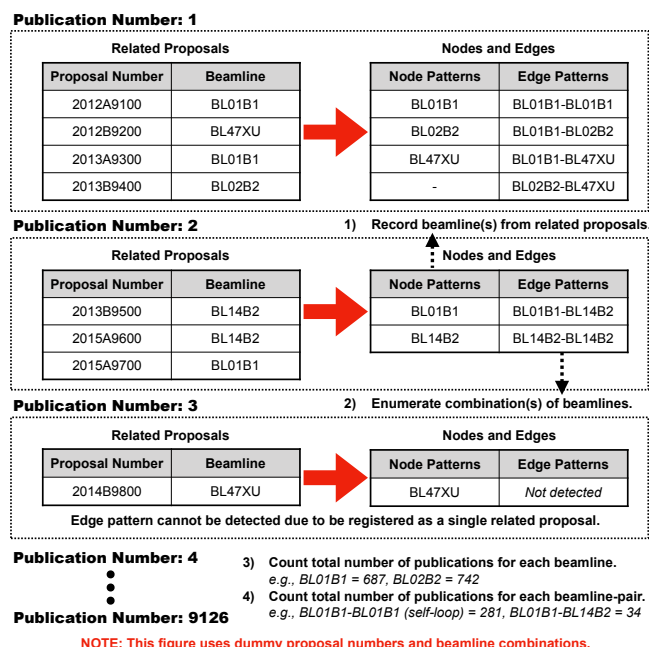 Publication Number: 1
Related Proposals
Nodes and Edges
Proposal Number Beamline
Node Patterns Edge Patterns
2012A9100 BL01B1
BL01B1 BL01B1-BL01B1
2012B9200 BL47XU
BL02B2 BL01B1-BL02B2
2013A9300 BL01B1
BL47XU BL01B1-BL47XU
2013B9400 BL02B2
- BL02B2-BL47XU
Publication Number: 2
1) Record beamline(s) from related proposals.
Related Proposals
Nodes and Edges
Proposal Number Beamline
Node Patterns Edge Patterns
2013B9500 BL14B2
BL01B1 BL01B1-BL14B2
2015A9600 BL14B2
BL14B2 BL14B2-BL14B2
2015A9700 BL01B1
Publication Number: 3
2) Enumerate combination(s) of beamlines.
Related Proposals
Nodes and Edges
Proposal Number Beamline
Node Patterns Edge Patterns
2014B9800 BL47XU
BL47XU Not detected
Edge pattern cannot be detected due to be registered as a single related proposal.
Publication Number: 4
3) Count total number of publications for each beamline.
e.g., BL01B1 = 687, BL02B2 = 742
4) Count total number of publications for each beamline-pair.
e.g., BL01B1-BL01B1 (self-loop) = 281, BL01B1-BL14B2 = 34
Publication Number: 9126
NOTE: This figure uses dummy proposal numbers and beamline combinations.